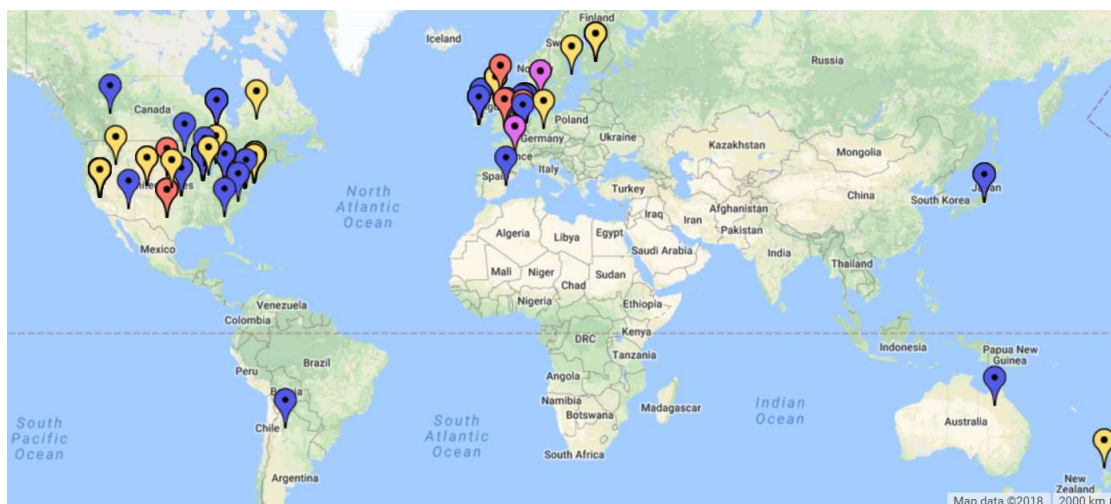 Finland
Iceland
Russia
Canada
Poland
Germany
Ukraine
Kazakhstan
Mongolia
Italy
North
Atlantic
Ocean
Turkey
China
South Korea
Japan
Mexico
Algeria
Libya
Egypt
Iraq
Iran
Afghanistan
Pakistan
Saudi Arabia
India
Mali
Niger
Chad
Sudan
Thailand
Nigeria
Ethiopia
Venezuela
Colombia
Kenya
DRC
Indonesia
Papua New
Guinea
Tanzania
Peru
Brazil
Angola
Namibia
Botswana
Madagascar
Indian
Ocean
South
Pacific
Ocean
Chile
South
Atlantic
Ocean
Australia
South Africa
Argentina
New
Zealand
Map data ©2018
2000 km